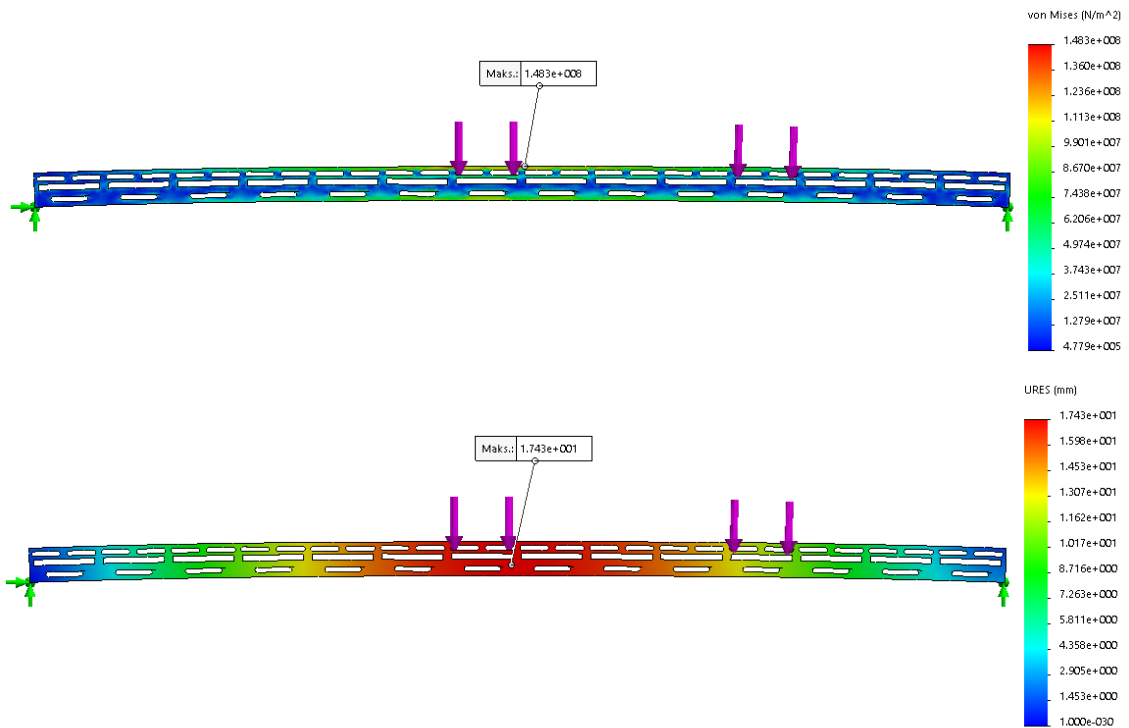 von Mises (N/m^2)
1.483e+008
Maks.: 1.483e+008
1.360e+008
1.236e+008
1.113e+008
9.901e+007
8.670e+007
7.438e+007
6.206e+007
4.974e+007
3.743e+007
2.511e+007
1.279e+007
4.779e+005
URES (mm)
1.743e+001
Maks.: 1.743e+001
1.598e+001
1.453e+001
1.307e+001
1.162e+001
1.017e+001
8.716e+000
7.263e+000
5.811e+000
4.358e+000
2.905e+000
1.453e+000
1.000e-030